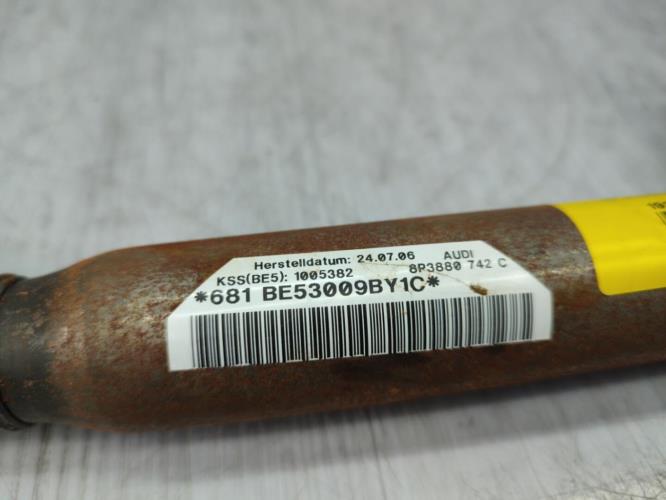 Herstelldatum: 24.07.06 AUDI
KSS(BE5): 1005382 8P3880 742 C
*681 BE53009BY1C*